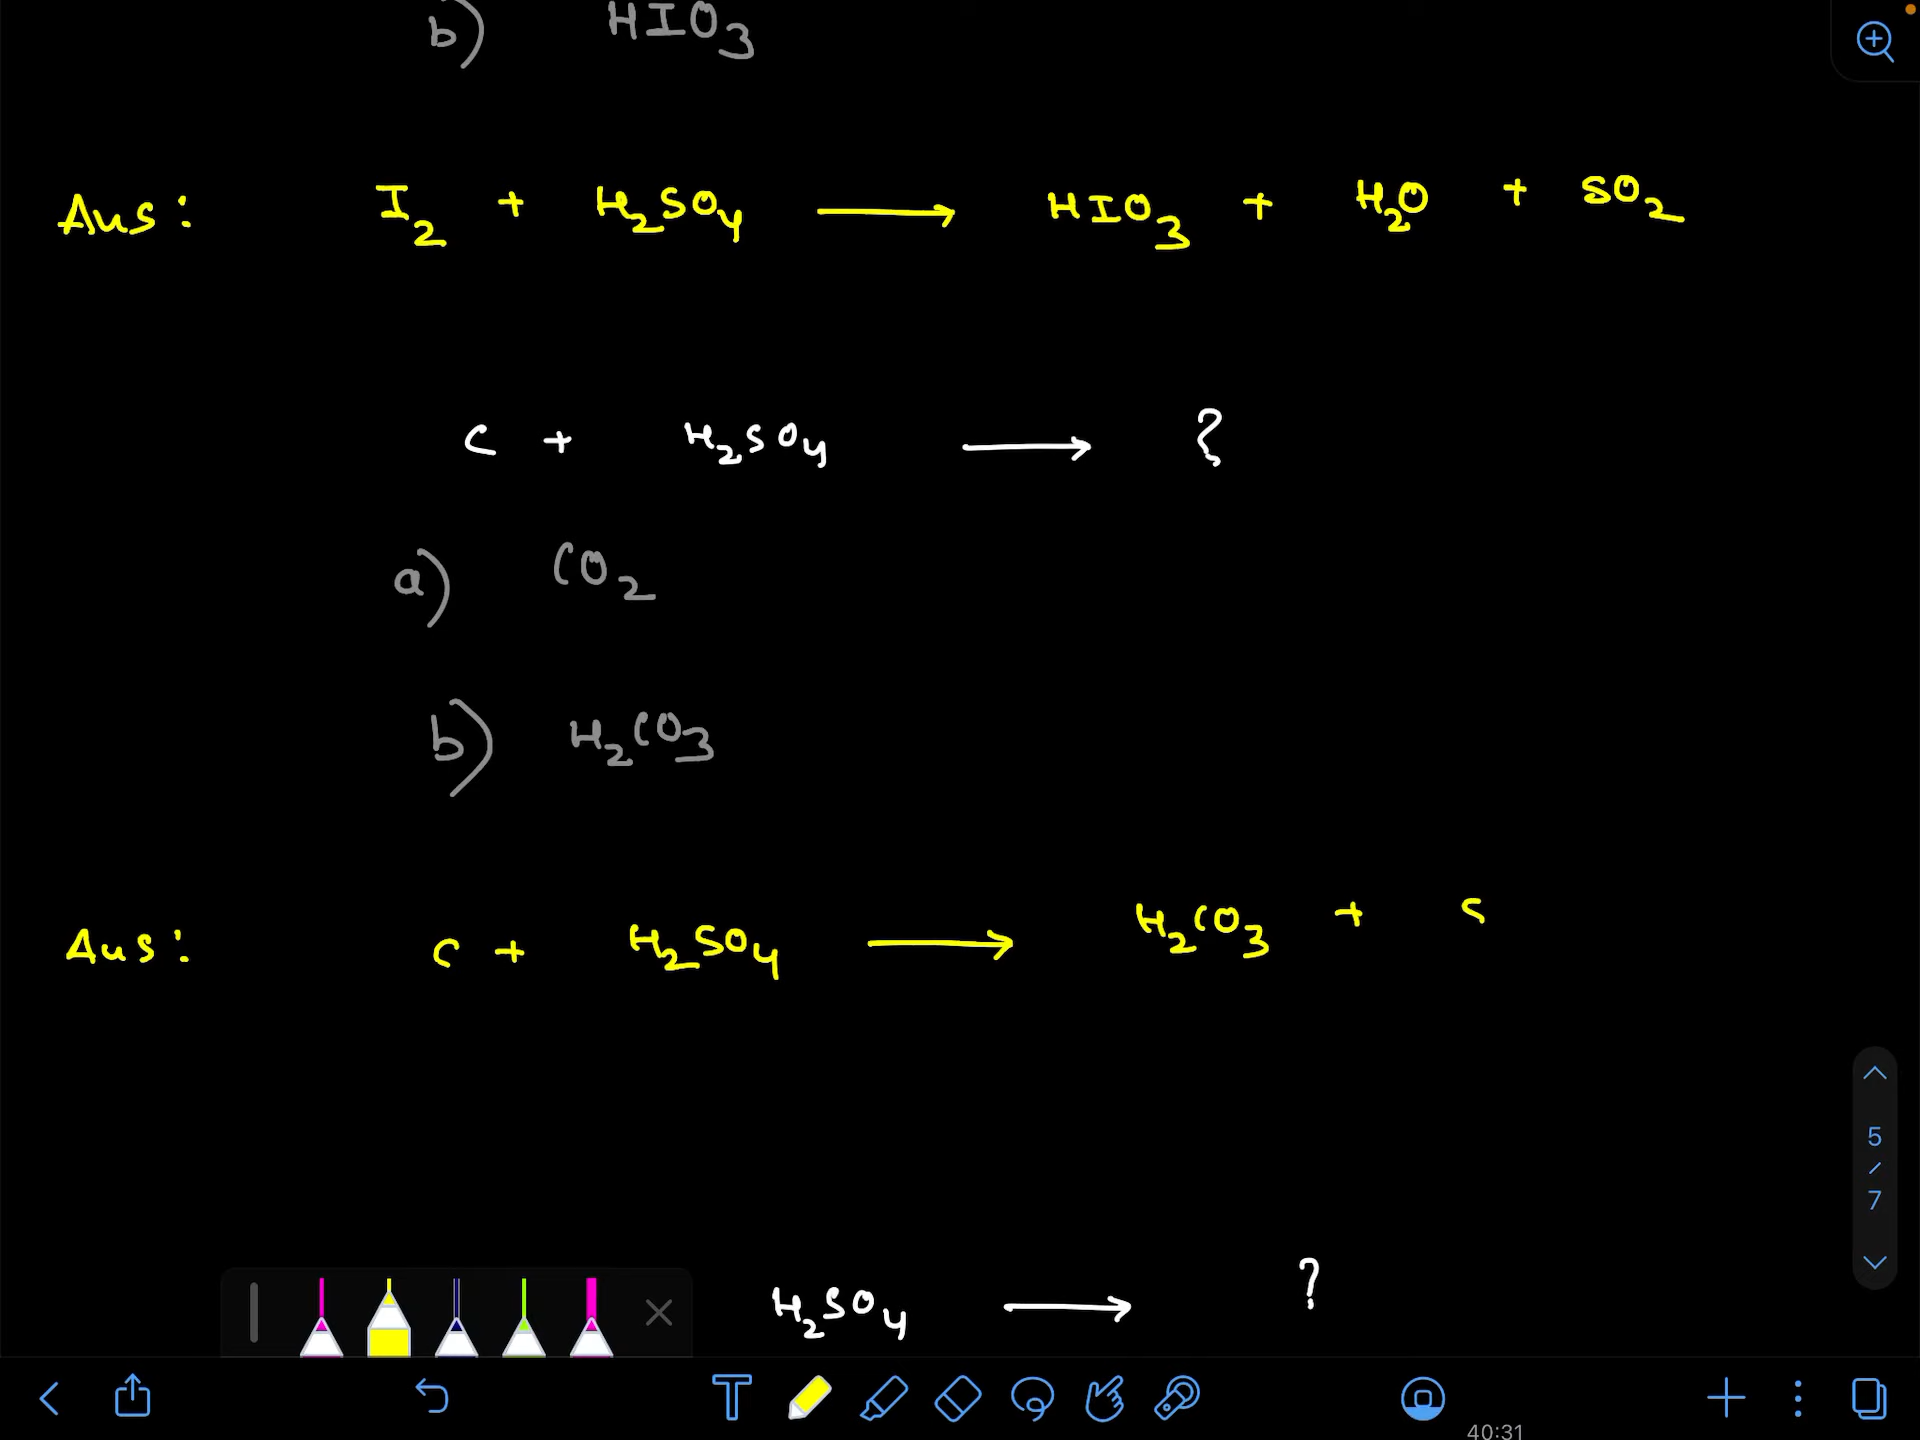 b) HIO₃
Aus: I₂ + H₂SO₄ ⟶ HIO₃ + H₂O + SO₂
C + H₂SO₄ ⟶ ?
a) CO₂
b) H₂CO₃
Aus: C + H₂SO₄ ⟶ H₂CO₃ + S
H₂SO₄ ⟶ ?
5
/
7
40:31